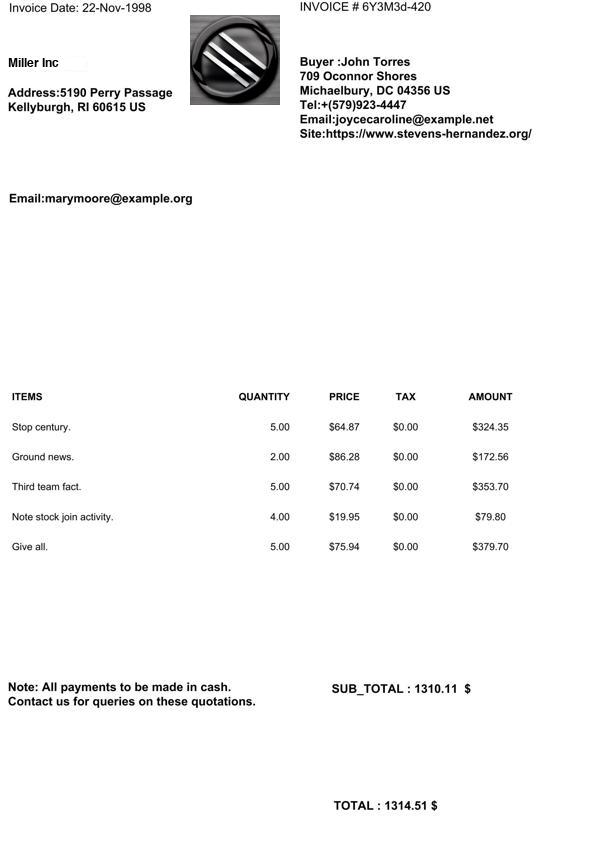 Invoice Date: 22-Nov-1998
INVOICE # 6Y3M3d-420
Miller Inc
Address:5190 Perry Passage
Kellyburgh, RI 60615 US
Buyer :John Torres
709 Oconnor Shores
Michaelbury, DC 04356 US
Tel:+(579)923-4447
Email:joycecaroline@example.net
Site:https://www.stevens-hernandez.org/
Email:marymoore@example.org
ITEMS QUANTITY PRICE TAX AMOUNT
Stop century. 5.00 $64.87 $0.00 $324.35
Ground news. 2.00 $86.28 $0.00 $172.56
Third team fact. 5.00 $70.74 $0.00 $353.70
Note stock join activity. 4.00 $19.95 $0.00 $79.80
Give all. 5.00 $75.94 $0.00 $379.70
Note: All payments to be made in cash.
Contact us for queries on these quotations.
SUB_TOTAL : 1310.11 $
TOTAL : 1314.51 $